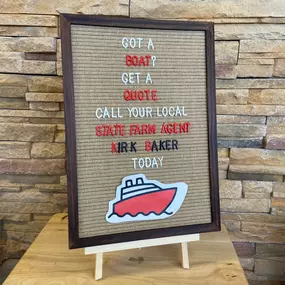 GOT A
BOAT?
GET A
QUOTE
CALL YOUR LOCAL
STATE FARM AGENT
KIRK BAKER
TODAY